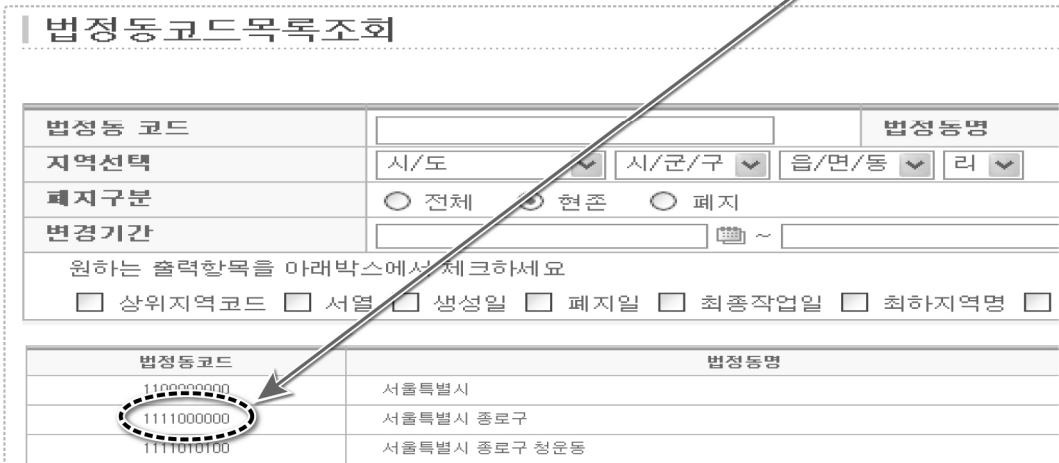 법정동코드목록조회
법정동 코드 법정동명
지역선택 시/도 시/군/구 읍/면/동 리
폐지구분 전체 현존 폐지
변경기간 ~
원하는 출력항목을 아래박스에서 체크하세요
상위지역코드 서열 생성일 폐지일 최종작업일 최하지역명
법정동코드 법정동명
1100000000 서울특별시
1111000000 서울특별시 종로구
1111010100 서울특별시 종로구 청운동